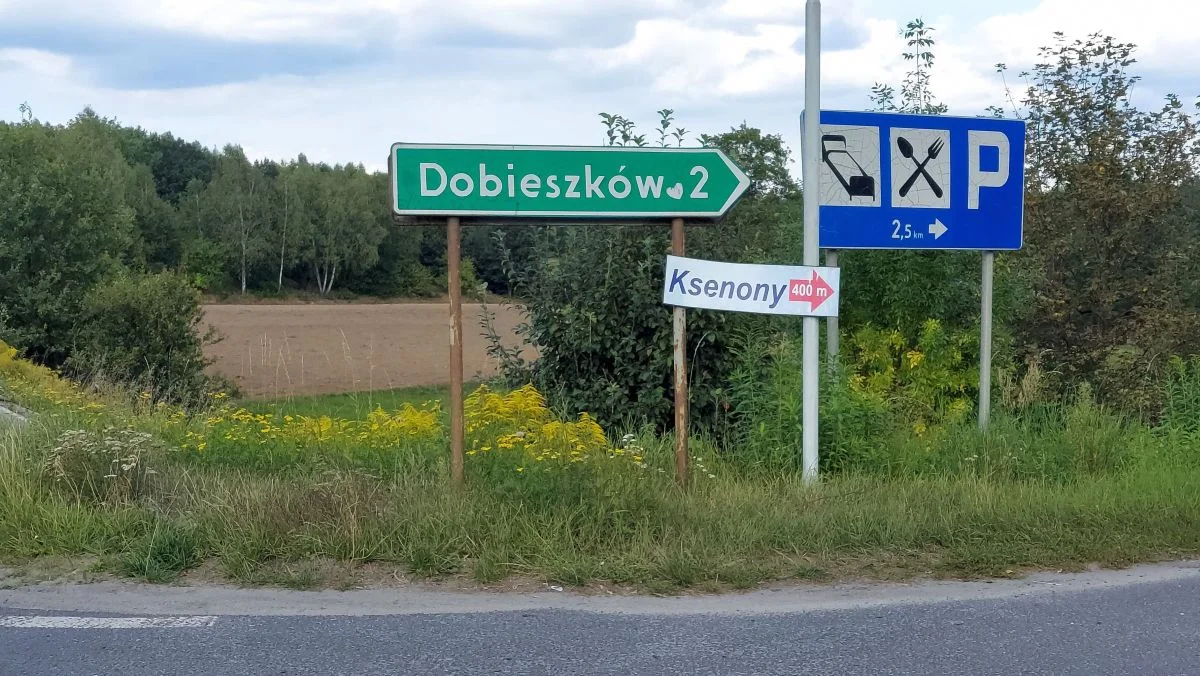 Dobieszków 2
Ksenony 400 m
P
2,5 km